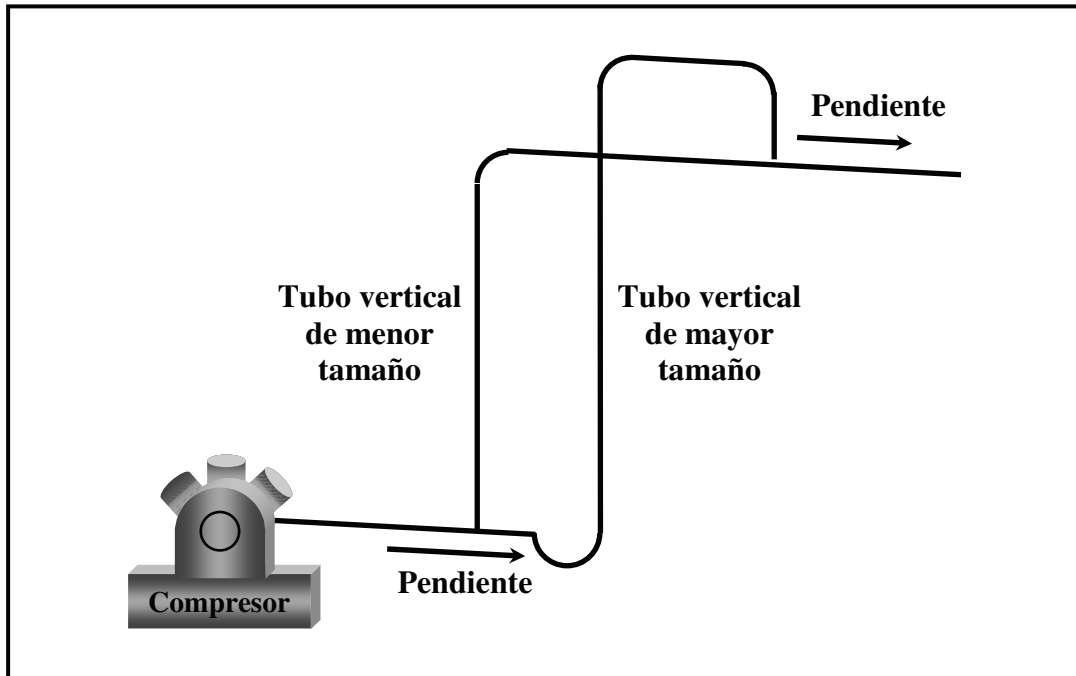 Pendiente
Tubo vertical
de menor
tamaño
Tubo vertical
de mayor
tamaño
Pendiente
Compresor